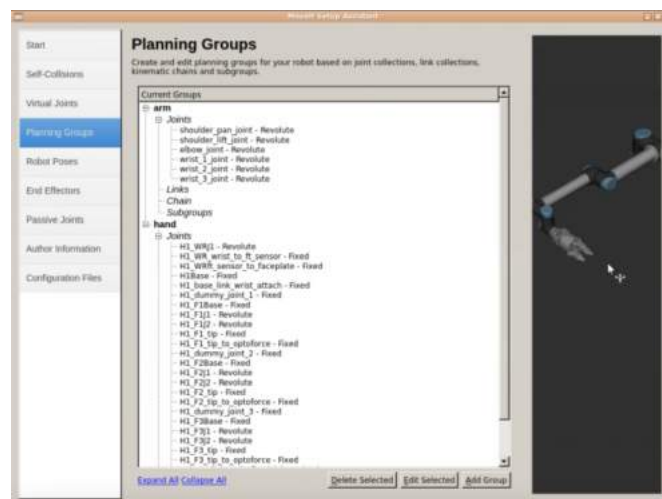 MoveIt Setup Assistant
Start
Self-Collisions
Virtual Joints
Planning Groups
Robot Poses
End Effectors
Passive Joints
Author Information
Configuration Files
Planning Groups
Create and edit planning groups for your robot based on joint collections, link collections,
kinematic chains and subgroups.
Current Groups
arm
Joints
shoulder_pan_joint - Revolute
shoulder_lift_joint - Revolute
elbow_joint - Revolute
wrist_1_joint - Revolute
wrist_2_joint - Revolute
wrist_3_joint - Revolute
Links
Chain
Subgroups
hand
Joints
H1_WRJ1 - Revolute
H1_WR_wrist_to_ft_sensor - Fixed
H1_WRft_sensor_to_faceplate - Fixed
H1Base - Fixed
H1_base_link_wrist_attach - Fixed
H1_dummy_joint_1 - Fixed
H1_F1Base - Fixed
H1_F1J1 - Revolute
H1_F1J2 - Revolute
H1_F1_tip - Fixed
H1_F1_tip_to_optoforce - Fixed
H1_dummy_joint_2 - Fixed
H1_F2Base - Fixed
H1_F2J1 - Revolute
H1_F2J2 - Revolute
H1_F2_tip - Fixed
H1_F2_tip_to_optoforce - Fixed
H1_dummy_joint_3 - Fixed
H1_F3Base - Fixed
H1_F3J1 - Revolute
H1_F3J2 - Revolute
H1_F3_tip - Fixed
H1_F3_tip_to_optoforce - Fixed
Expand All Collapse All
Delete Selected
Edit Selected
Add Group